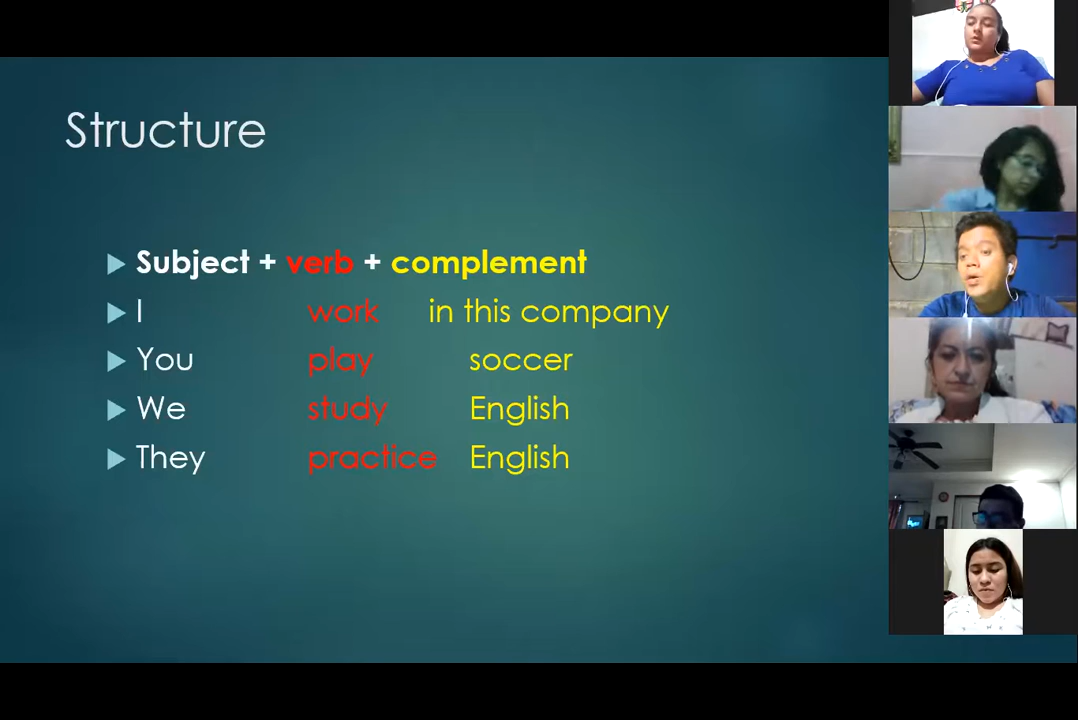 Structure
Subject + verb + complement
I work in this company
You play soccer
We study English
They practice English